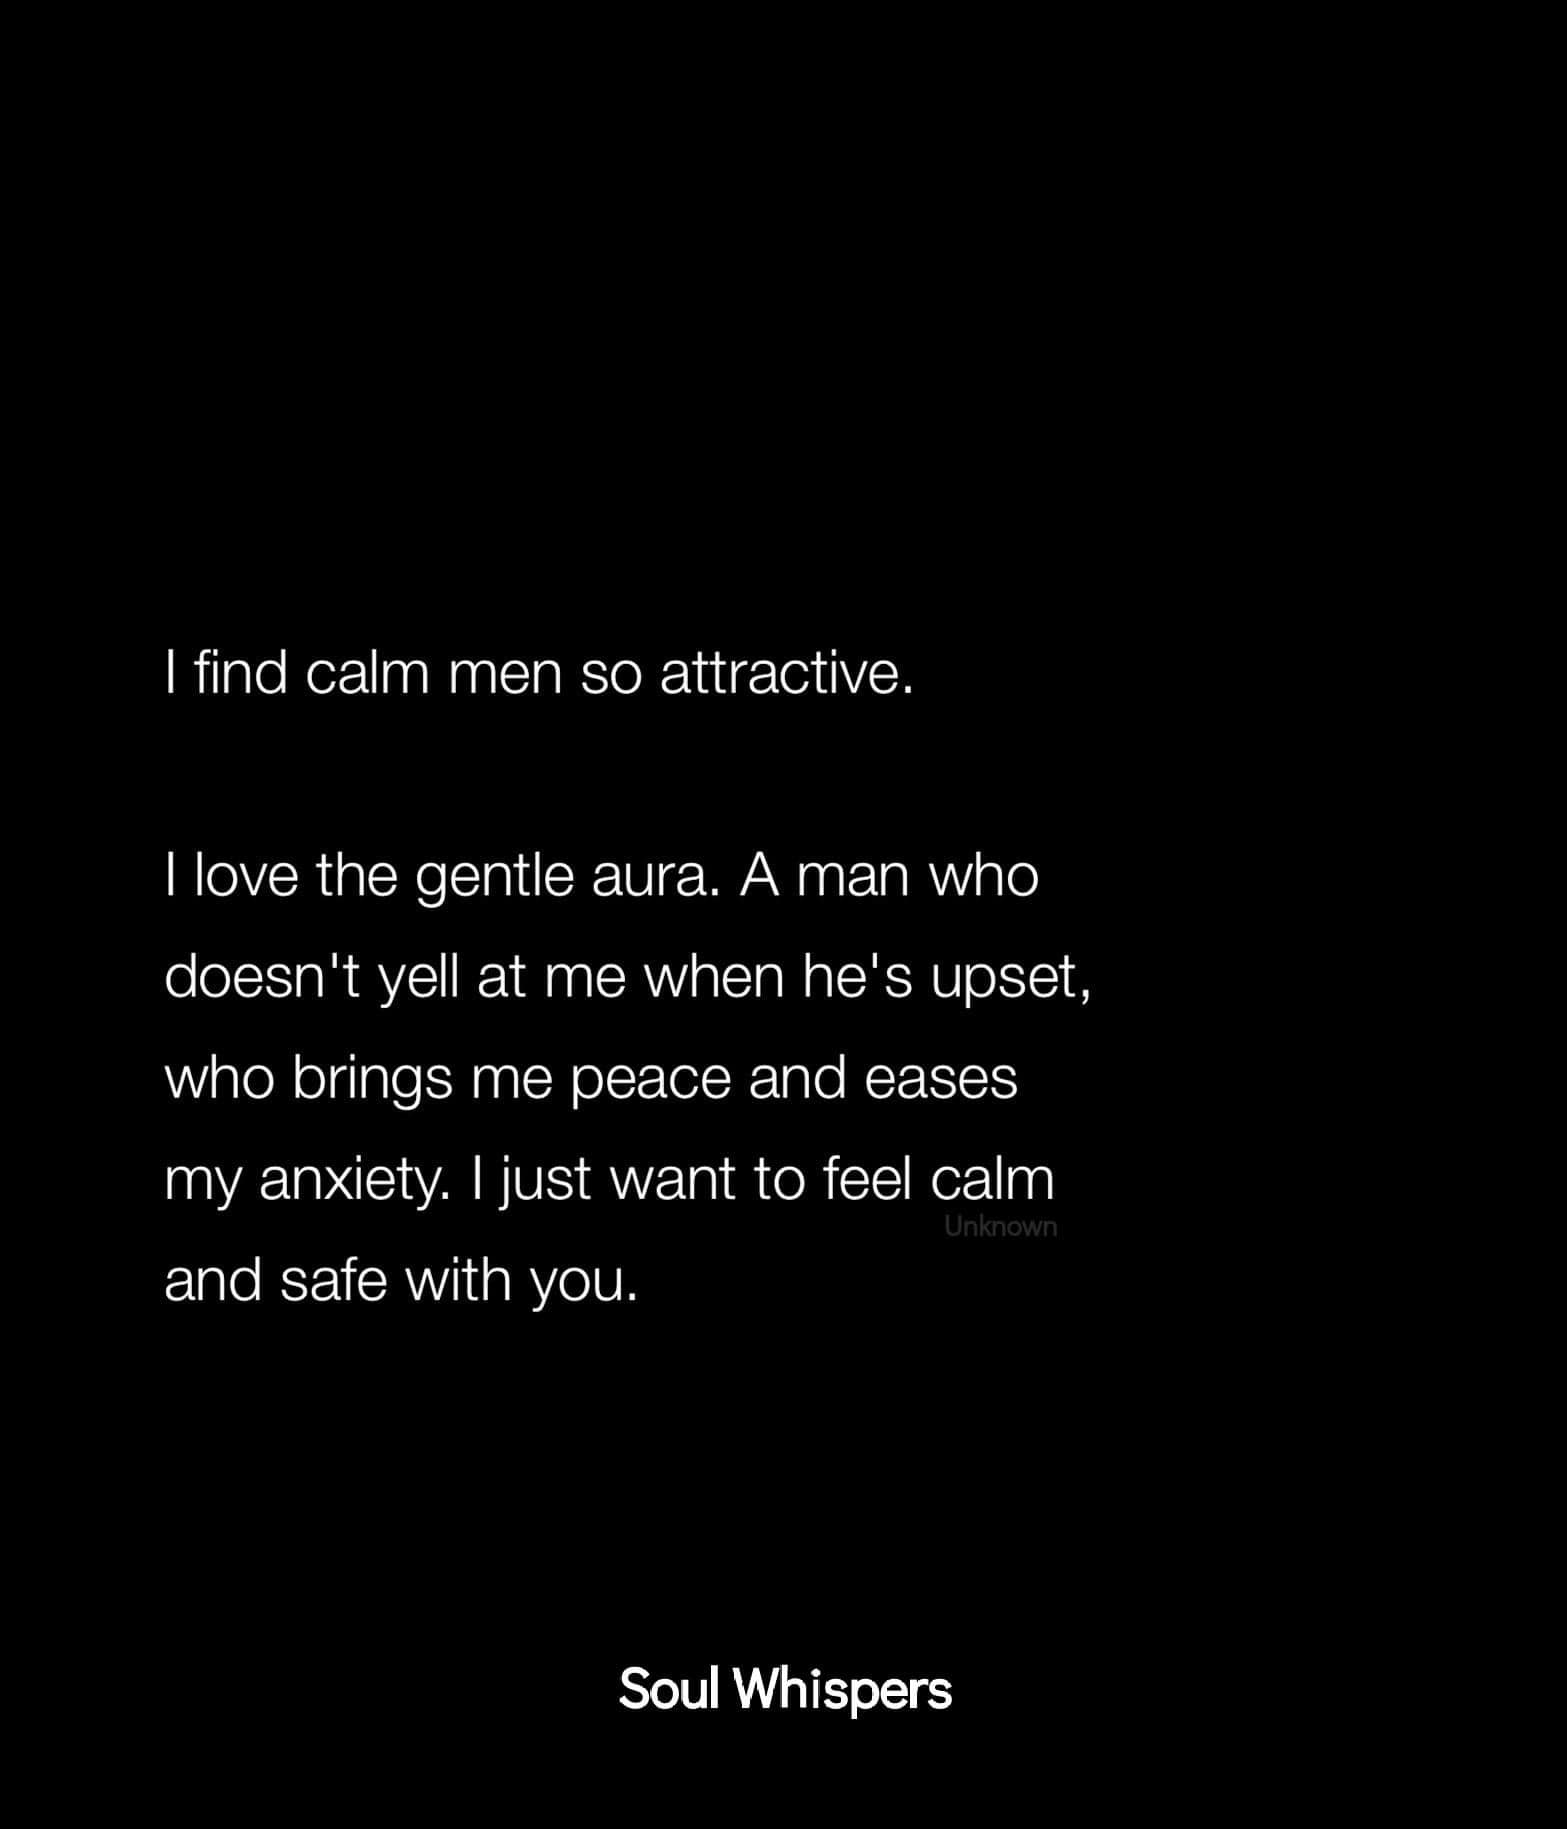 I find calm men so attractive.
I love the gentle aura. A man who
doesn't yell at me when he's upset,
who brings me peace and eases
my anxiety. I just want to feel calm
Unknown
and safe with you.
Soul Whispers